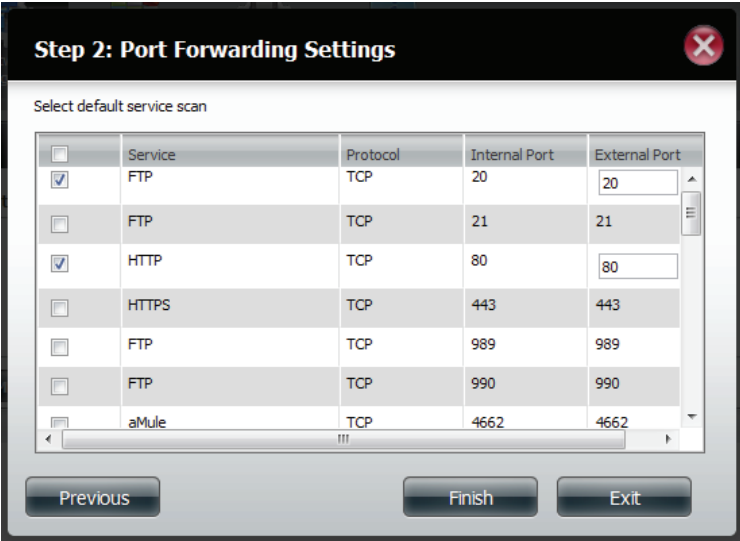 Step 2: Port Forwarding Settings
Select default service scan
Service Protocol Internal Port External Port
FTP TCP 20 20
FTP TCP 21 21
HTTP TCP 80 80
HTTPS TCP 443 443
FTP TCP 989 989
FTP TCP 990 990
aMule TCP 4662 4662
Previous Finish Exit